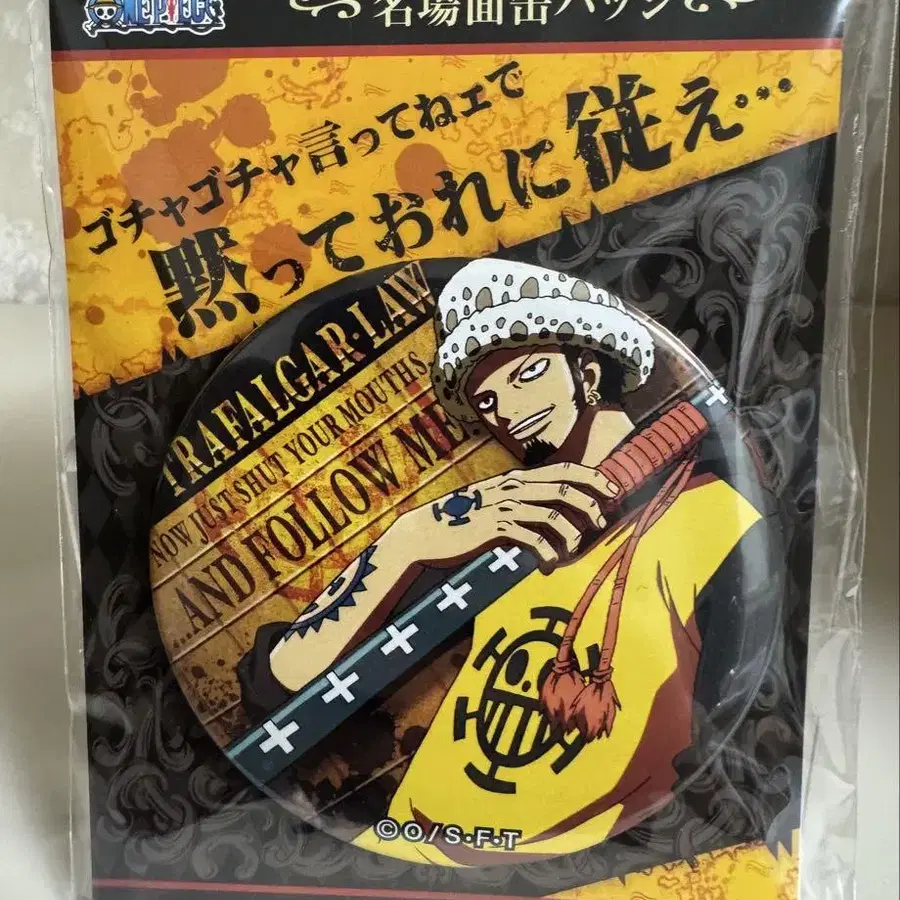 ONE PIECE
名場面缶バッジ
ゴチャゴチャ言ってねェで
黙っておれに従え…
TRAFALGAR・LAW
NOW JUST SHUT YOUR MOUTHS
...AND FOLLOW ME.
©O/S・F・T